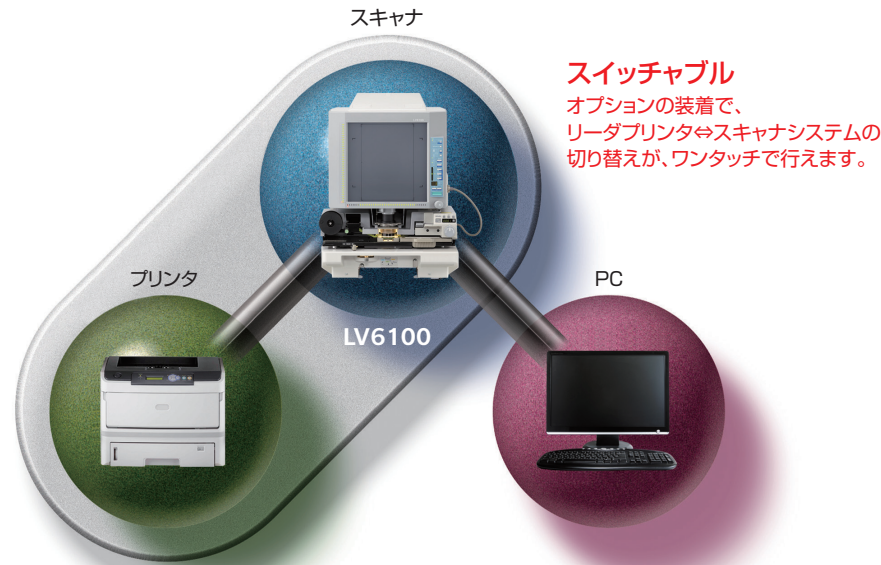 スキャナ
スイッチャブル
オプションの装着で、
リーダプリンタ⇔スキャナシステムの
切り替えが、ワンタッチで行えます。
プリンタ
PC
LV6100